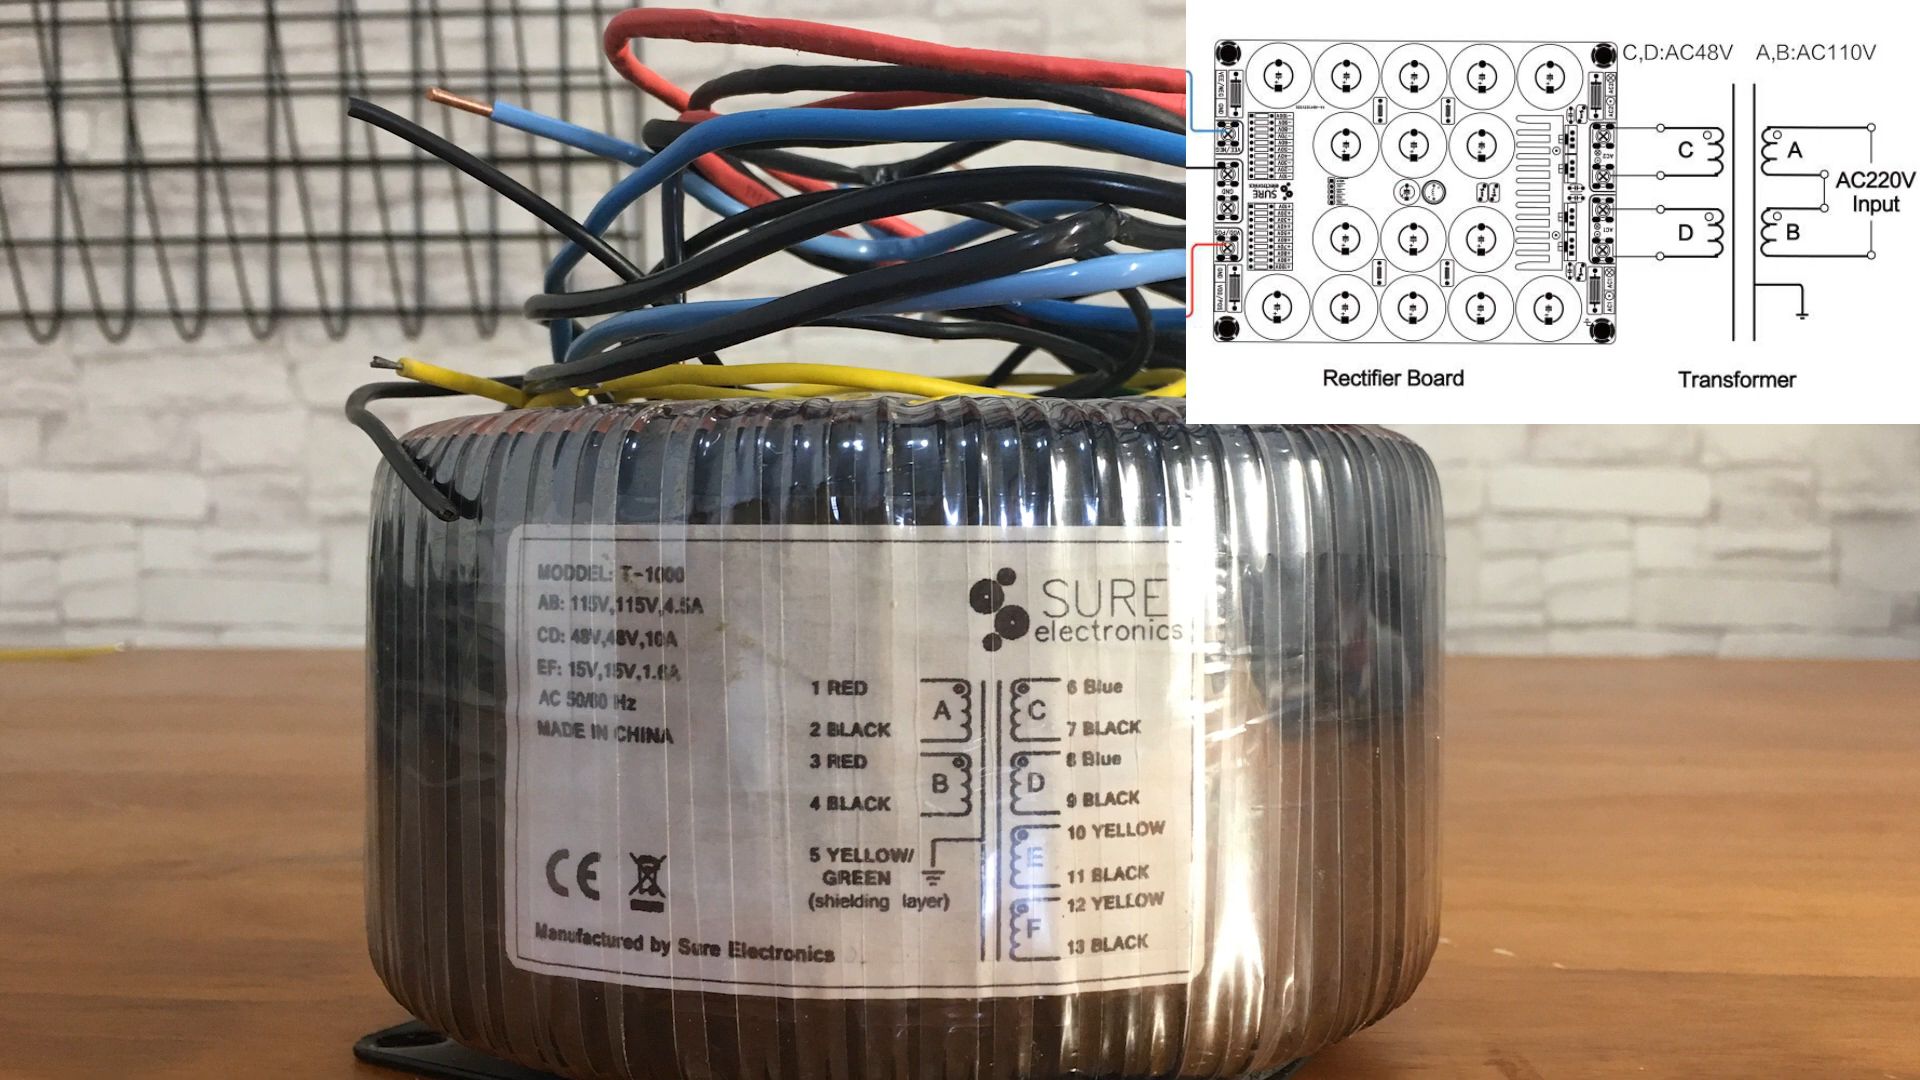 C,D:AC48V A,B:AC110V
C
A
AC220V
Input
D
B
SURE
electronics
Rectifier Board
Transformer
MODDEL: T-1000
AB: 115V,115V,4.5A
CD: 48V,48V,10A
EF: 15V,15V,1.6A
AC 50/60 Hz
MADE IN CHINA
SURE
electronics
1 RED
2 BLACK
3 RED
4 BLACK
5 YELLOW/
GREEN
(shielding layer)
A
B
C
D
E
F
6 Blue
7 BLACK
8 Blue
9 BLACK
10 YELLOW
11 BLACK
12 YELLOW
13 BLACK
CE
Manufactured by Sure Electronics